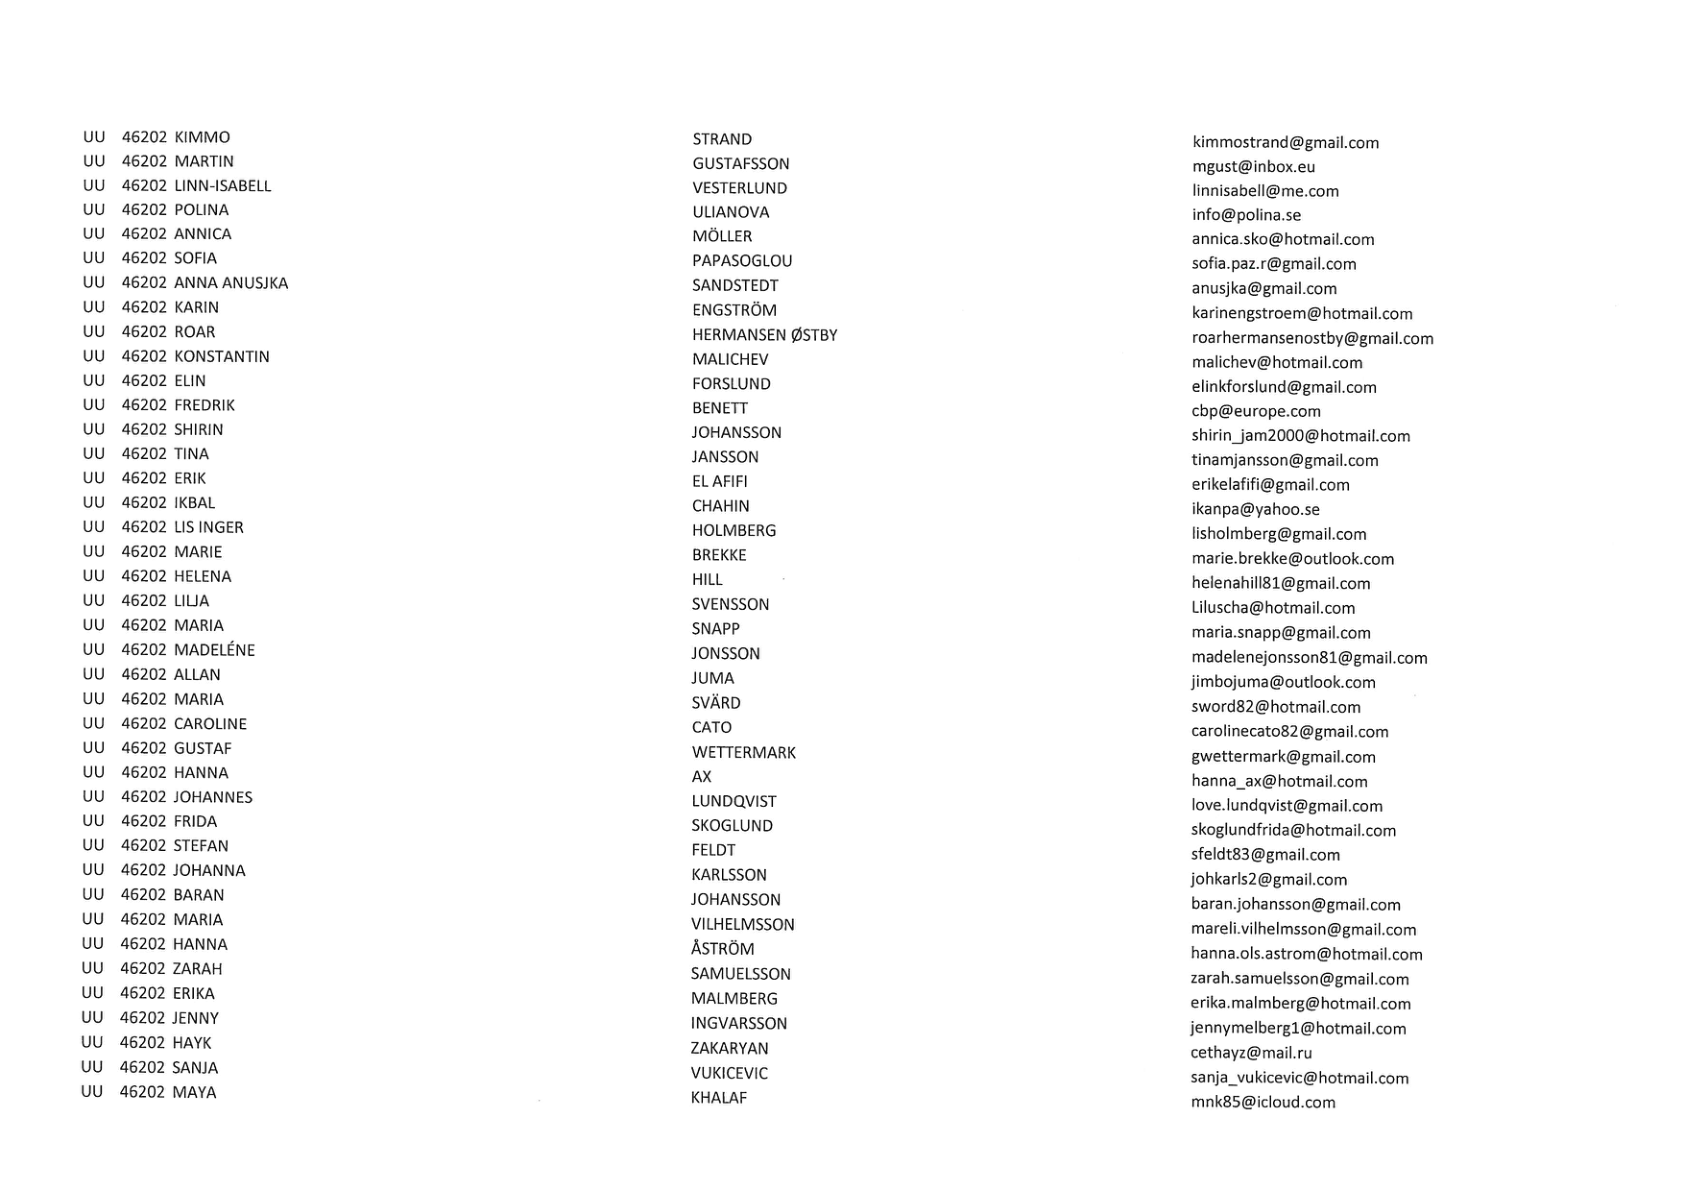 UU 46202 KIMMO STRAND kimmostrand@gmail.com
UU 46202 MARTIN GUSTAFSSON mgust@inbox.eu
UU 46202 LINN-ISABELL VESTERLUND linnisabell@me.com
UU 46202 POLINA ULIANOVA info@polina.se
UU 46202 ANNICA MÖLLER annica.sko@hotmail.com
UU 46202 SOFIA PAPASOGLOU sofia.paz.r@gmail.com
UU 46202 ANNA ANUSJKA SANDSTEDT anusjka@gmail.com
UU 46202 KARIN ENGSTRÖM karinengstroem@hotmail.com
UU 46202 ROAR HERMANSEN ØSTBY roarhermansenostby@gmail.com
UU 46202 KONSTANTIN MALICHEV malichev@hotmail.com
UU 46202 ELIN FORSLUND elinkforslund@gmail.com
UU 46202 FREDRIK BENETT cbp@europe.com
UU 46202 SHIRIN JOHANSSON shirin_jam2000@hotmail.com
UU 46202 TINA JANSSON tinamjansson@gmail.com
UU 46202 ERIK EL AFIFI erikelafifi@gmail.com
UU 46202 IKBAL CHAHIN ikanpa@yahoo.se
UU 46202 LIS INGER HOLMBERG lisholmberg@gmail.com
UU 46202 MARIE BREKKE marie.brekke@outlook.com
UU 46202 HELENA HILL helenahill81@gmail.com
UU 46202 LILJA SVENSSON Liluscha@hotmail.com
UU 46202 MARIA SNAPP maria.snapp@gmail.com
UU 46202 MADELÉNE JONSSON madelenejonsson81@gmail.com
UU 46202 ALLAN JUMA jimbojuma@outlook.com
UU 46202 MARIA SVÄRD sword82@hotmail.com
UU 46202 CAROLINE CATO carolinecato82@gmail.com
UU 46202 GUSTAF WETTERMARK gwettermark@gmail.com
UU 46202 HANNA AX hanna_ax@hotmail.com
UU 46202 JOHANNES LUNDQVIST love.lundqvist@gmail.com
UU 46202 FRIDA SKOGLUND skoglundfrida@hotmail.com
UU 46202 STEFAN FELDT sfeldt83@gmail.com
UU 46202 JOHANNA KARLSSON johkarls2@gmail.com
UU 46202 BARAN JOHANSSON baran.johansson@gmail.com
UU 46202 MARIA VILHELMSSON mareli.vilhelmsson@gmail.com
UU 46202 HANNA ÅSTRÖM hanna.ols.astrom@hotmail.com
UU 46202 ZARAH SAMUELSSON zarah.samuelsson@gmail.com
UU 46202 ERIKA MALMBERG erika.malmberg@hotmail.com
UU 46202 JENNY INGVARSSON jennymelberg1@hotmail.com
UU 46202 HAYK ZAKARYAN cethayz@mail.ru
UU 46202 SANJA VUKICEVIC sanja_vukicevic@hotmail.com
UU 46202 MAYA KHALAF mnk85@icloud.com